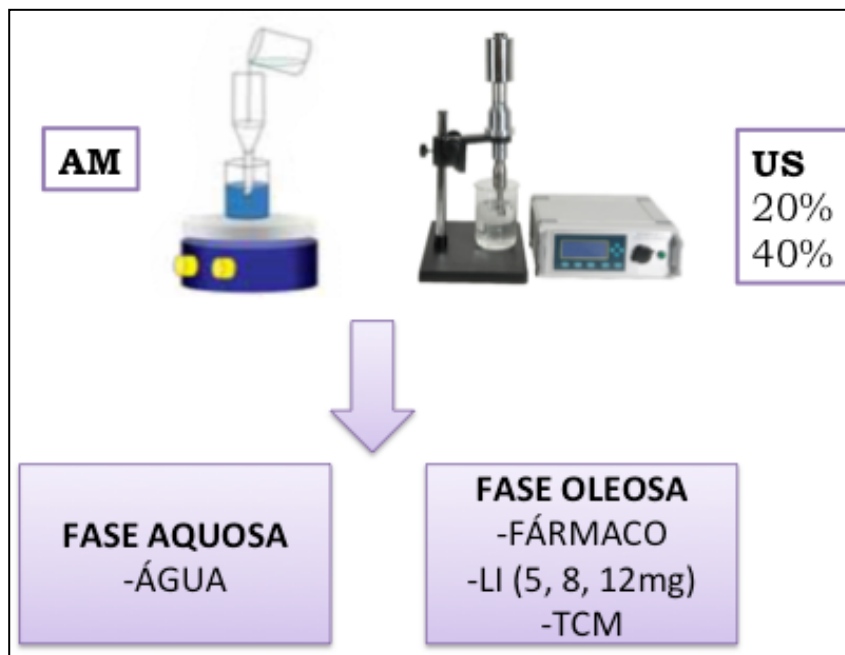 AM
US
20%
40%
FASE AQUOSA
-ÁGUA
FASE OLEOSA
-FÁRMACO
-LI (5, 8, 12mg)
-TCM